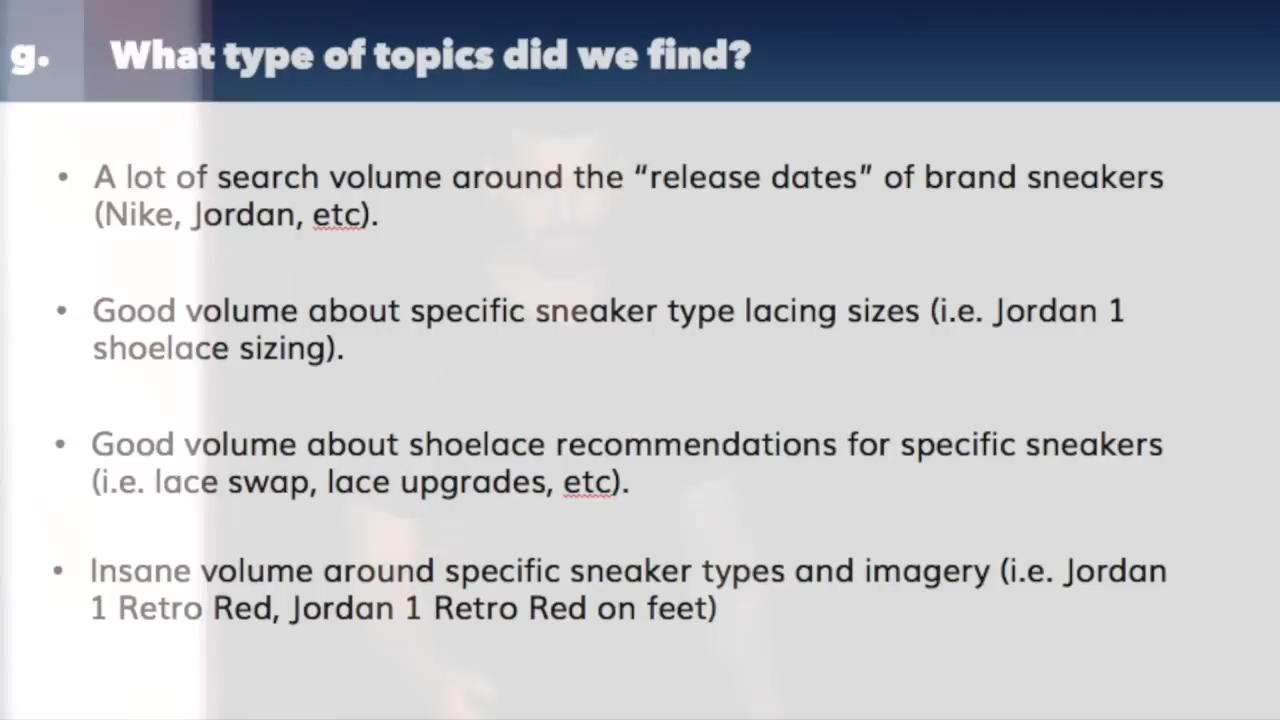 g. What type of topics did we find?
• A lot of search volume around the “release dates” of brand sneakers
(Nike, Jordan, etc).
• Good volume about specific sneaker type lacing sizes (i.e. Jordan 1
shoelace sizing).
• Good volume about shoelace recommendations for specific sneakers
(i.e. lace swap, lace upgrades, etc).
• Insane volume around specific sneaker types and imagery (i.e. Jordan
1 Retro Red, Jordan 1 Retro Red on feet)